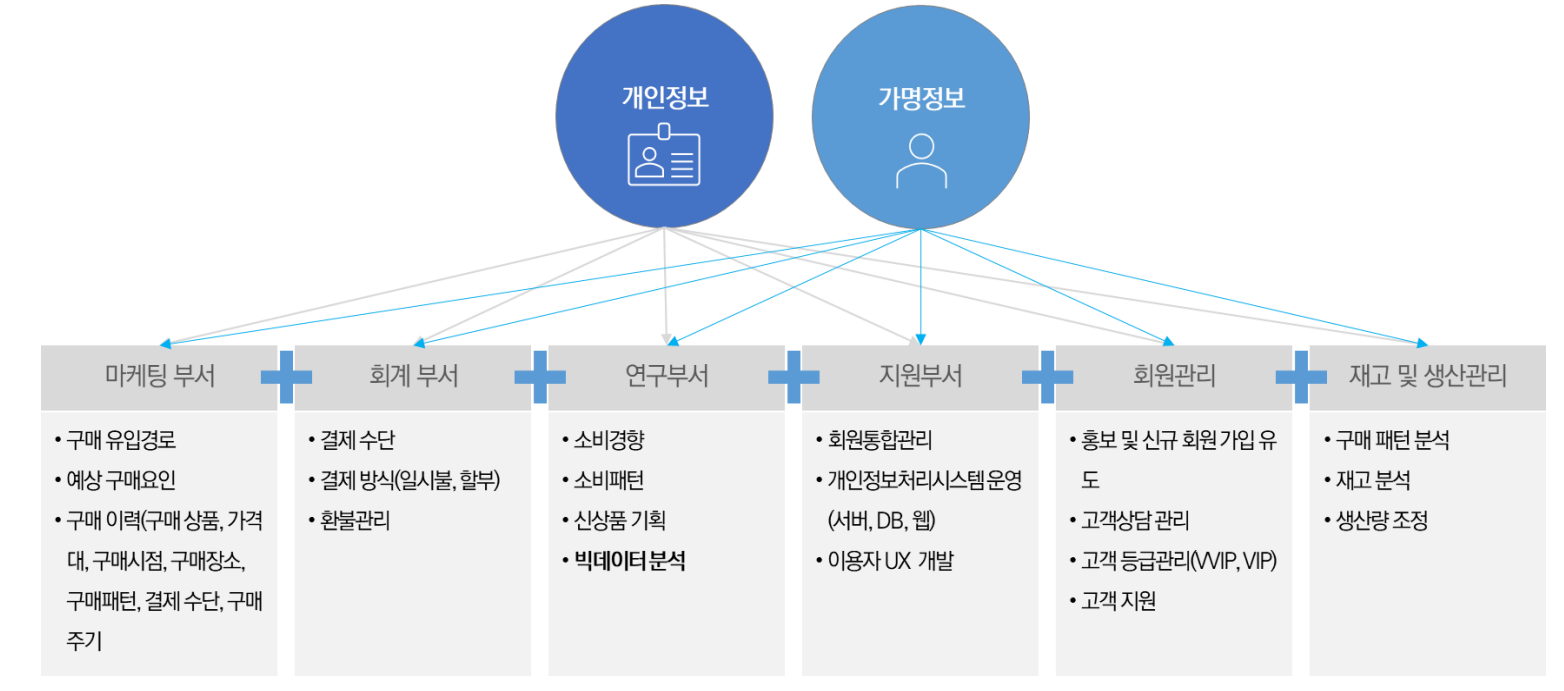 개인정보
가명정보
마케팅 부서
회계 부서
연구부서
지원부서
회원관리
재고 및 생산관리
• 구매 유입경로
• 예상 구매요인
• 구매 이력(구매 상품, 가격
대, 구매시점, 구매장소,
구매패턴, 결제 수단, 구매
주기
• 결제 수단
• 결제 방식(일시불, 할부)
• 환불관리
• 소비경향
• 소비패턴
• 신상품 기획
• 빅데이터 분석
• 회원통합관리
• 개인정보처리시스템 운영
(서버, DB, 웹)
• 이용자 UX 개발
• 홍보 및 신규 회원 가입 유
도
• 고객상담 관리
• 고객 등급관리(VVIP, VIP)
• 고객 지원
• 구매 패턴 분석
• 재고 분석
• 생산량 조정